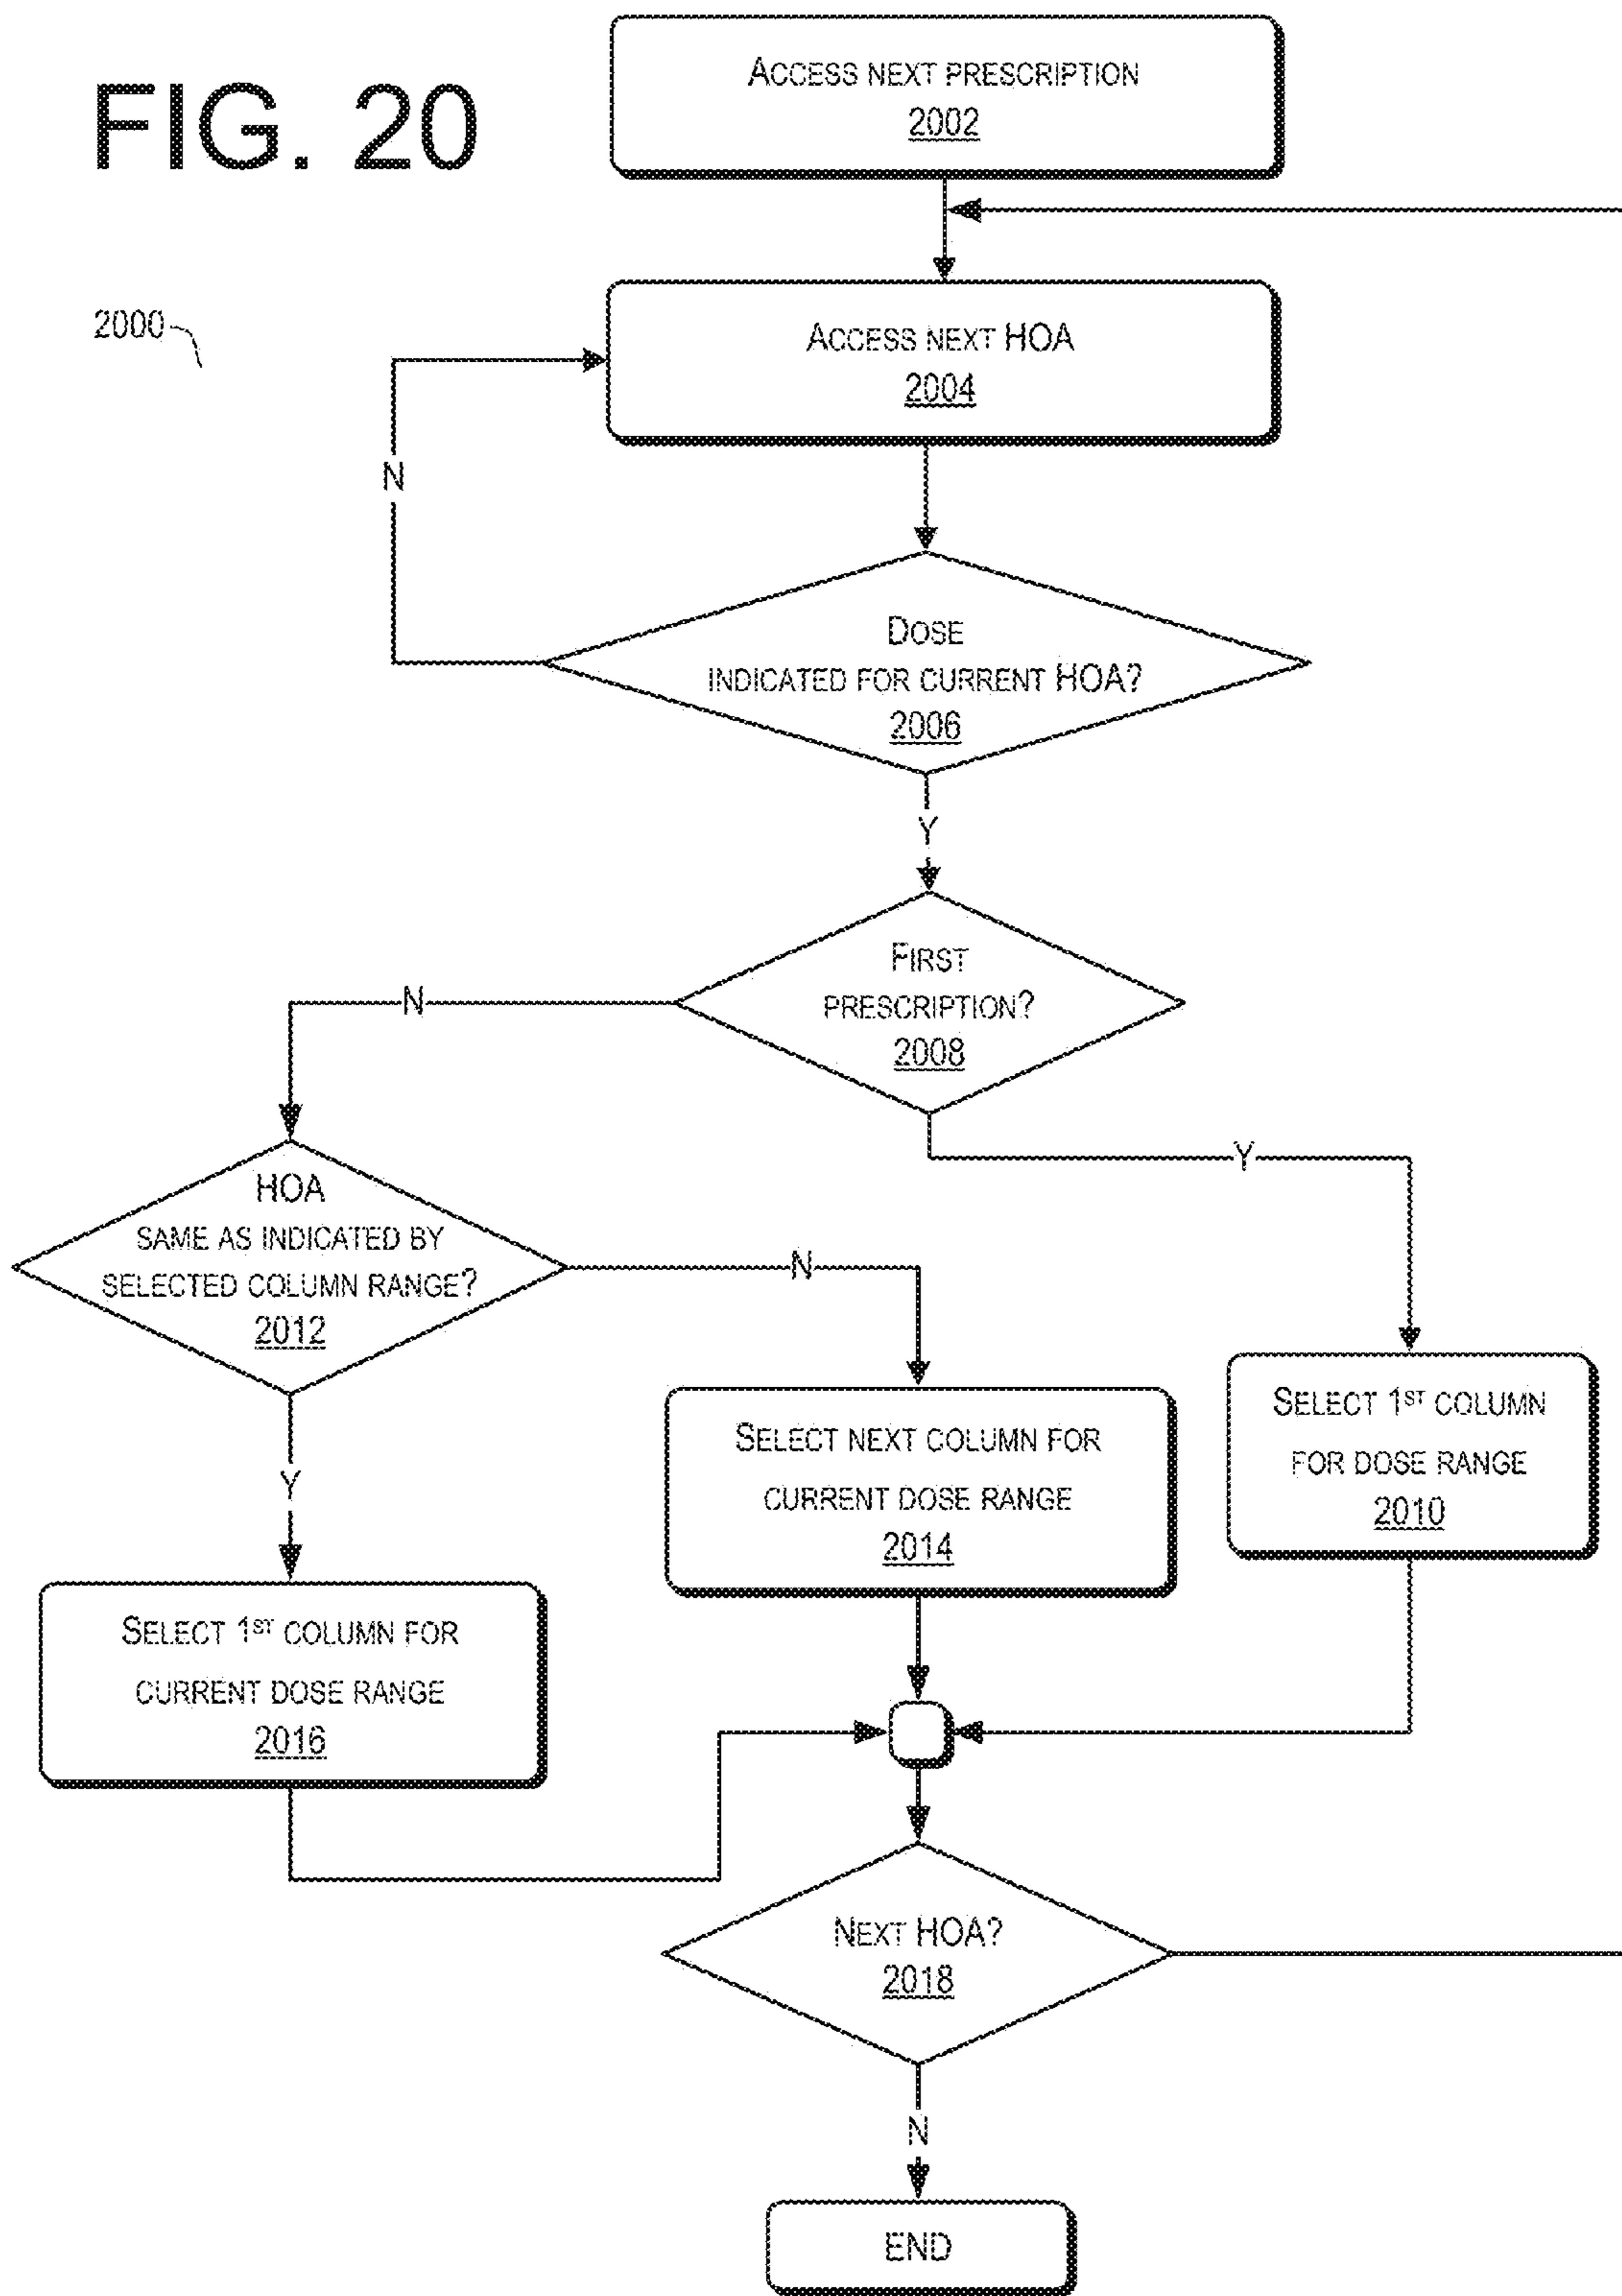 FIG. 20
ACCESS NEXT PRESCRIPTION
2002
2000
ACCESS NEXT HOA
2004
N
DOSE
INDICATED FOR CURRENT HOA?
2006
Y
FIRST
PRESCRIPTION?
2008
N
Y
HOA
SAME AS INDICATED BY
SELECTED COLUMN RANGE?
2012
N
Y
SELECT NEXT COLUMN FOR
CURRENT DOSE RANGE
2014
SELECT 1ST COLUMN
FOR DOSE RANGE
2010
SELECT 1ST COLUMN FOR
CURRENT DOSE RANGE
2016
NEXT HOA?
2018
N
END